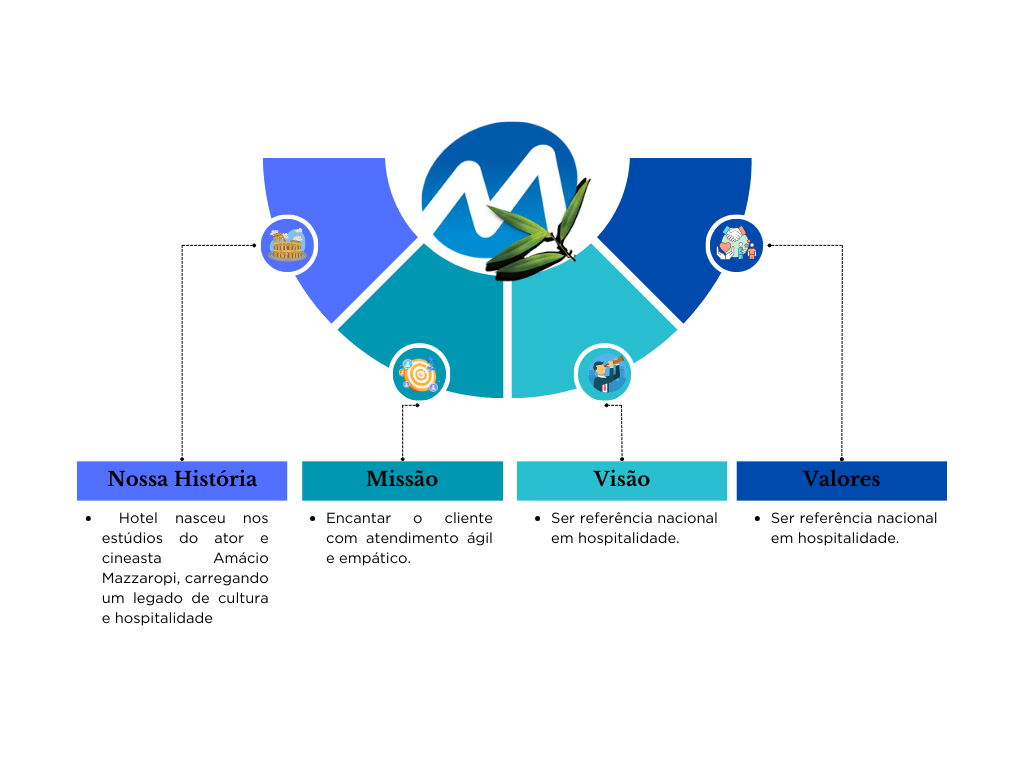 Nossa História
Hotel nasceu nos
estúdios do ator e
cineasta Amácio
Mazzaropi, carregando
um legado de cultura
e hospitalidade
Missão
Encantar o cliente
com atendimento ágil
e empático.
Visão
Ser referência nacional
em hospitalidade.
Valores
Ser referência nacional
em hospitalidade.